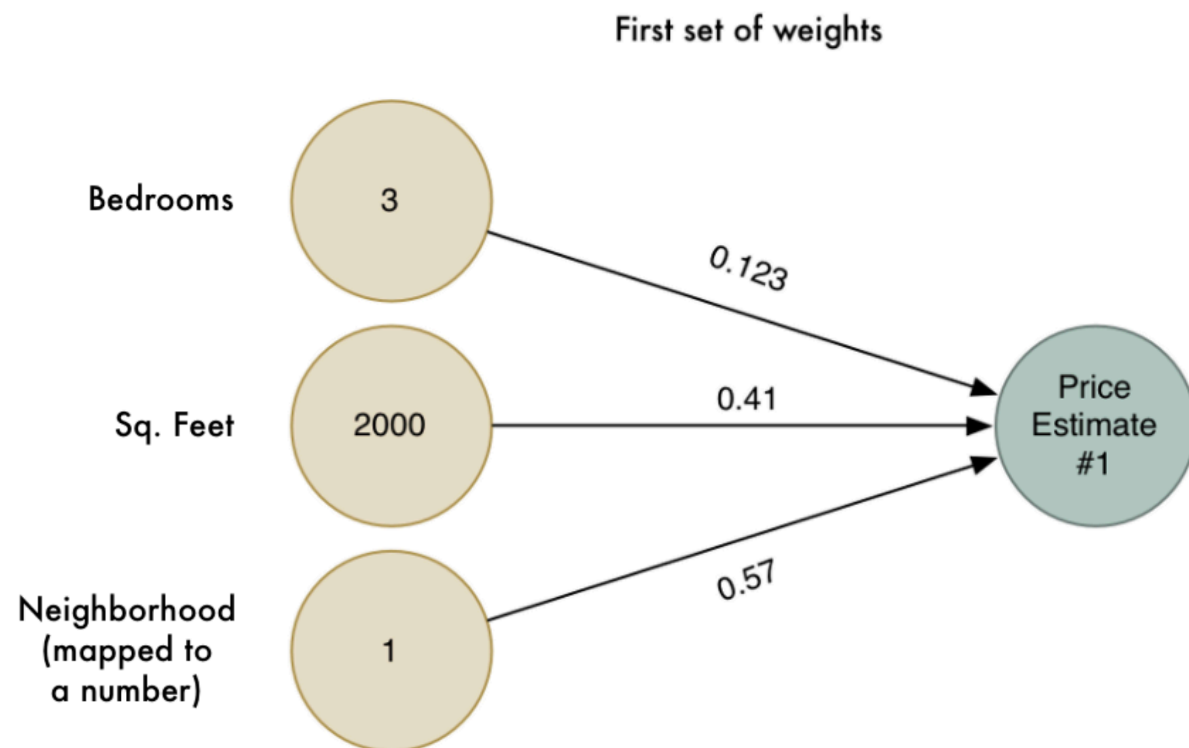 First set of weights
Bedrooms
3
0.123
Sq. Feet
2000
0.41
Price
Estimate
#1
Neighborhood
(mapped to
a number)
1
0.57